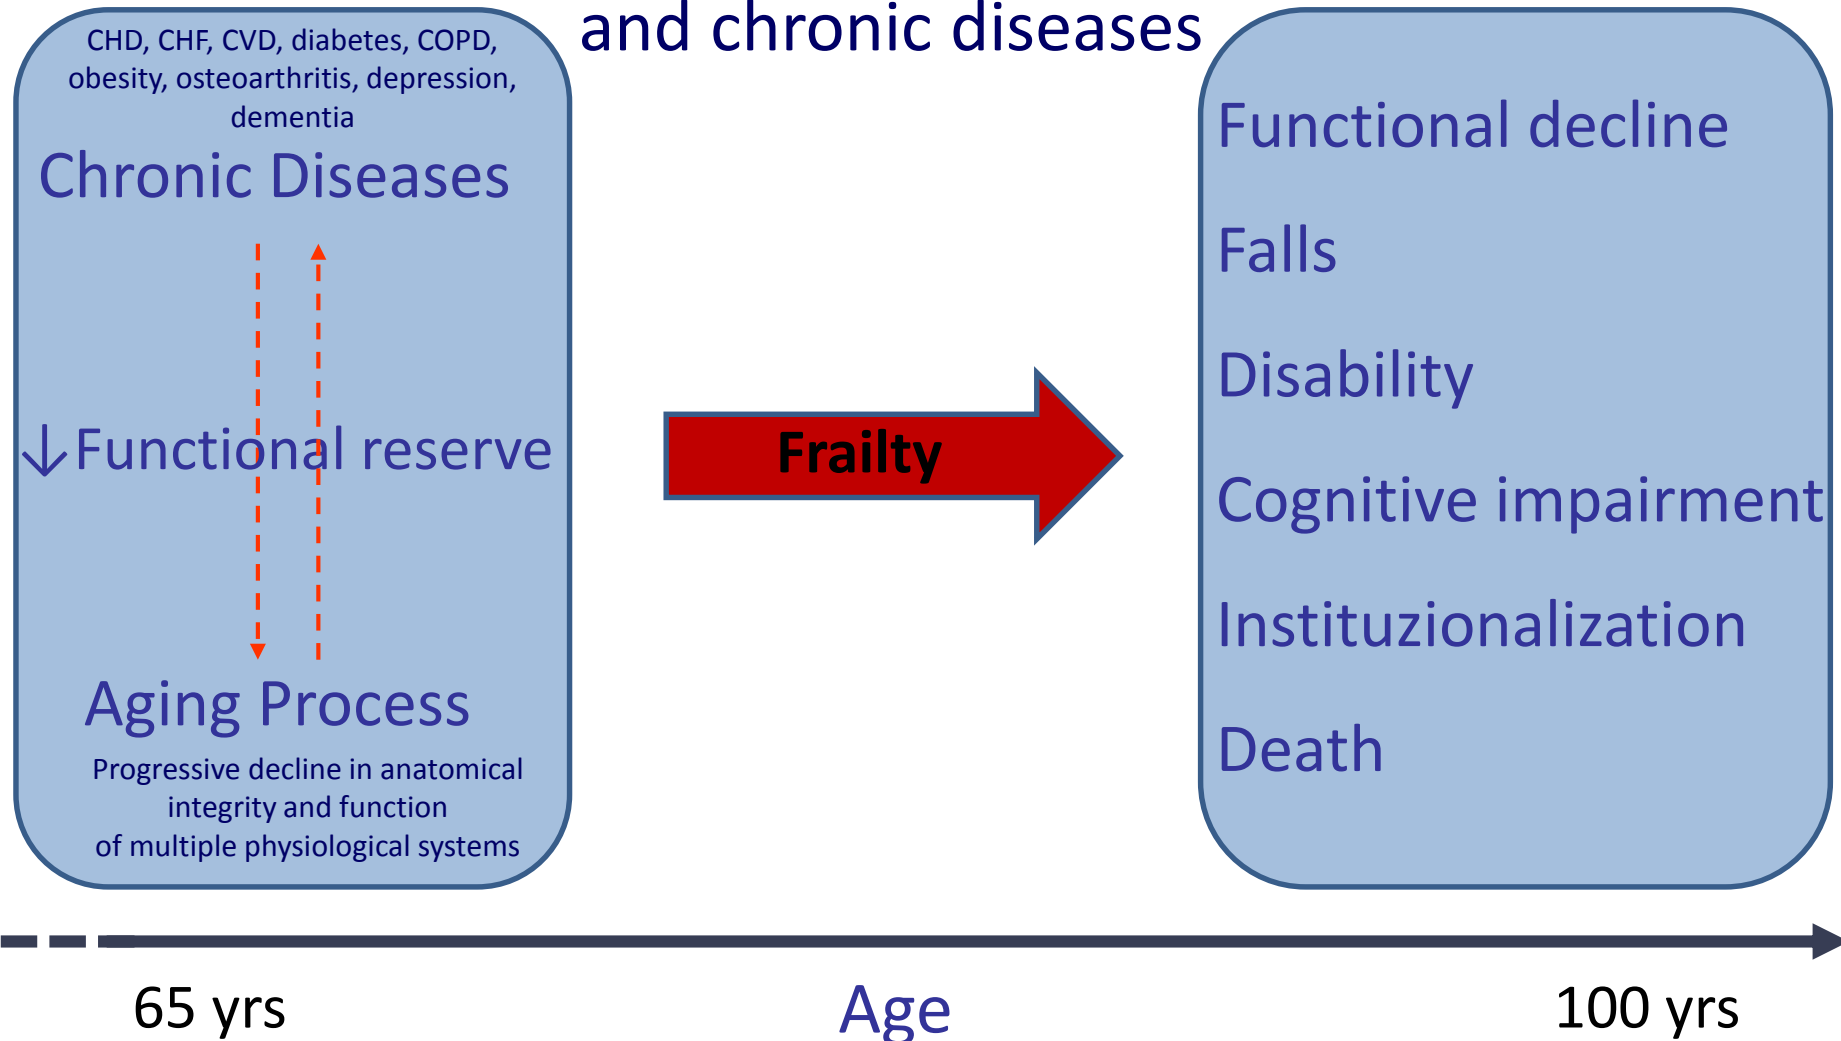 and chronic diseases
CHD, CHF, CVD, diabetes, COPD,
obesity, osteoarthritis, depression,
dementia
Chronic Diseases
↓Functional reserve
Aging Process
Progressive decline in anatomical
integrity and function
of multiple physiological systems
Frailty
Functional decline
Falls
Disability
Cognitive impairment
Instituzionalization
Death
65 yrs
Age
100 yrs